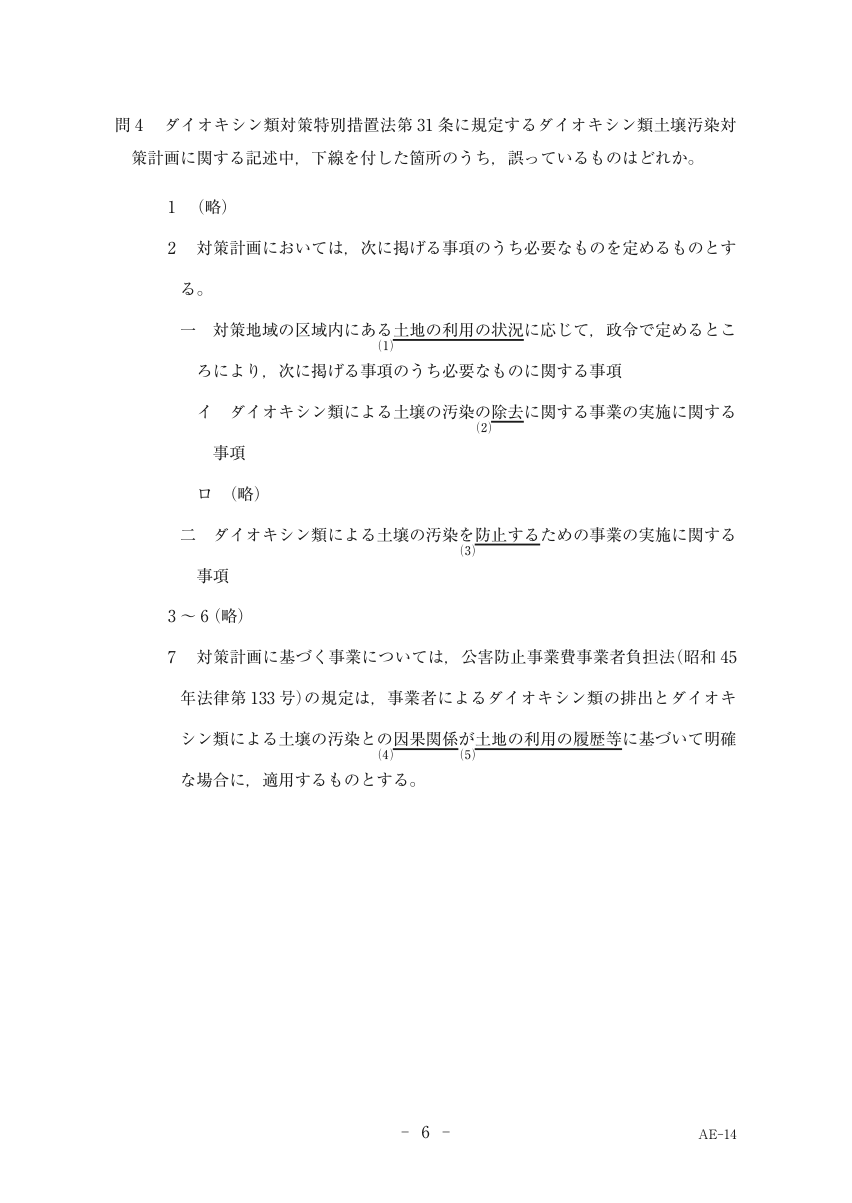 問4　ダイオキシン類対策特別措置法第31条に規定するダイオキシン類土壌汚染対
策計画に関する記述中，下線を付した箇所のうち，誤っているものはどれか。
1　（略）
2　対策計画においては，次に掲げる事項のうち必要なものを定めるものとす
る。
一　対策地域の区域内にある土地の利用の状況に応じて，政令で定めるとこ
(1)
ろにより，次に掲げる事項のうち必要なものに関する事項
イ　ダイオキシン類による土壌の汚染の除去に関する事業の実施に関する
(2)
事項
ロ　（略）
二　ダイオキシン類による土壌の汚染を防止するための事業の実施に関する
(3)
事項
3～6（略）
7　対策計画に基づく事業については，公害防止事業費事業者負担法（昭和45
年法律第133号）の規定は，事業者によるダイオキシン類の排出とダイオキ
シン類による土壌の汚染との因果関係が土地の利用の履歴等に基づいて明確
(4) (5)
な場合に，適用するものとする。
－ 6 －
AE-14